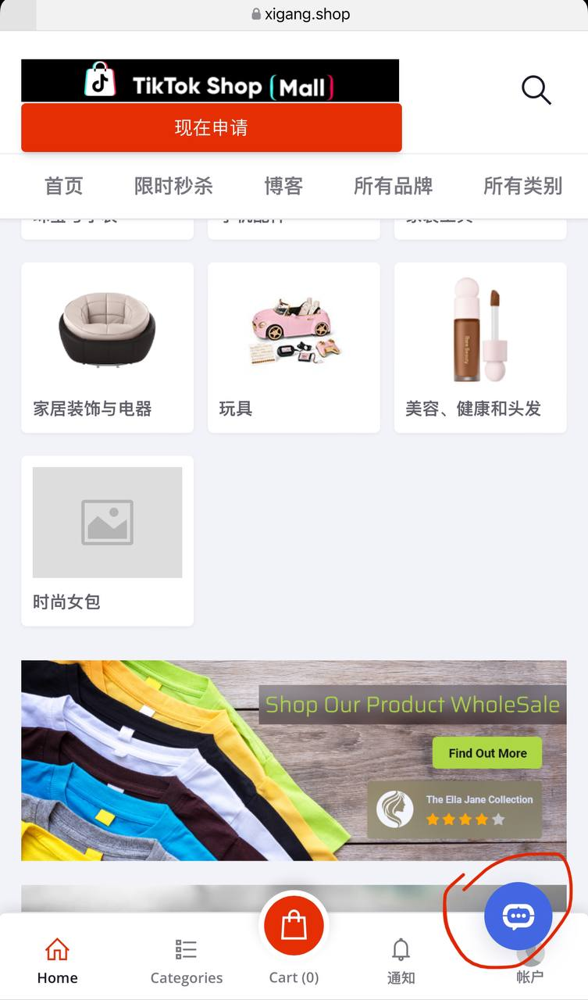 xigang.shop
TikTok Shop (Mall)
现在申请
首页 限时秒杀 博客 所有品牌 所有类别
家居装饰与电器 玩具 美容、健康和头发
Rare Beauty
时尚女包
Shop Our Product WholeSale
Find Out More
The Ella Jane Collection
Home Categories Cart (0) 通知 帐户